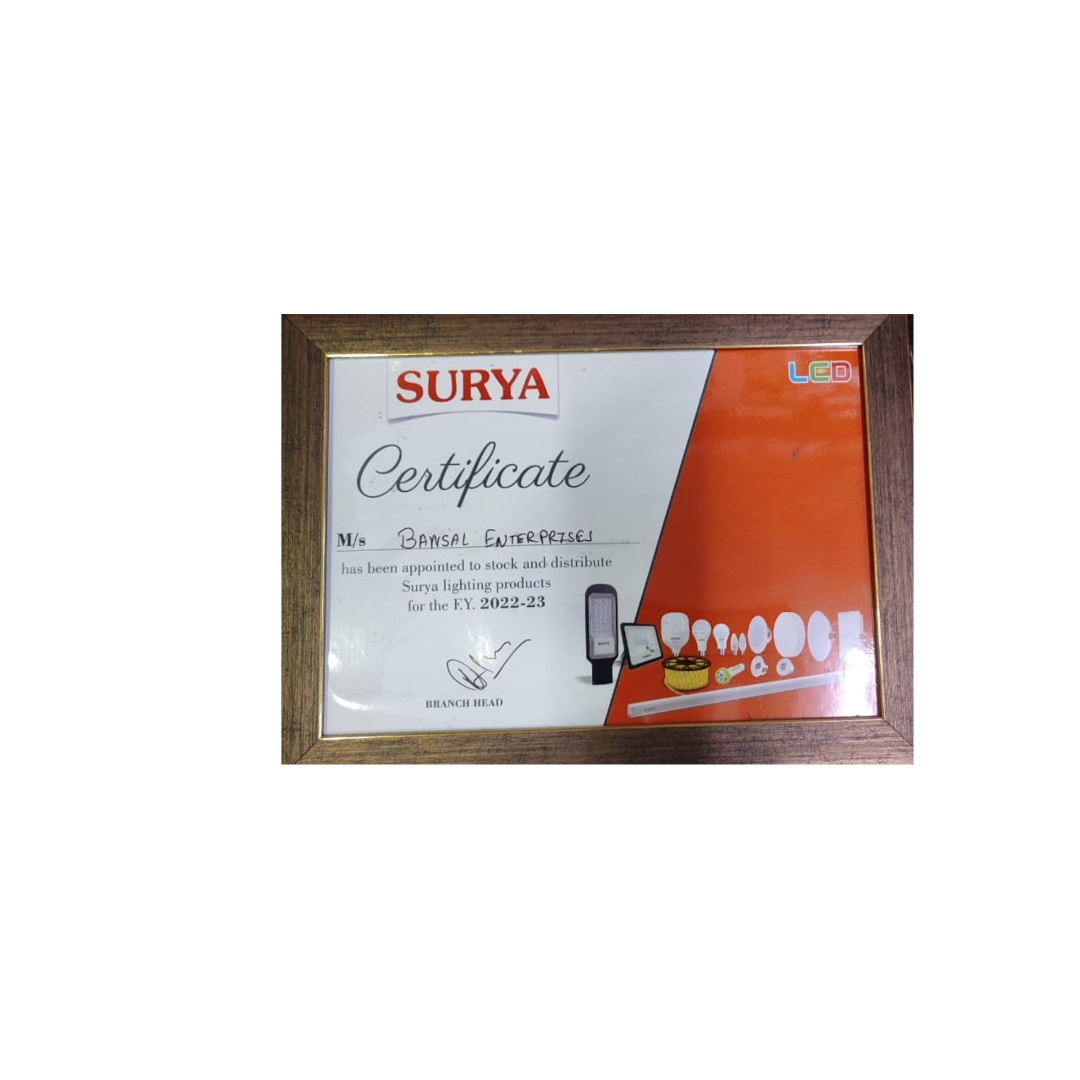 SURYA
LED
Certificate
M/s BANSAL ENTERPRISES
has been appointed to stock and distribute
Surya lighting products
for the F.Y. 2022-23
BRANCH HEAD